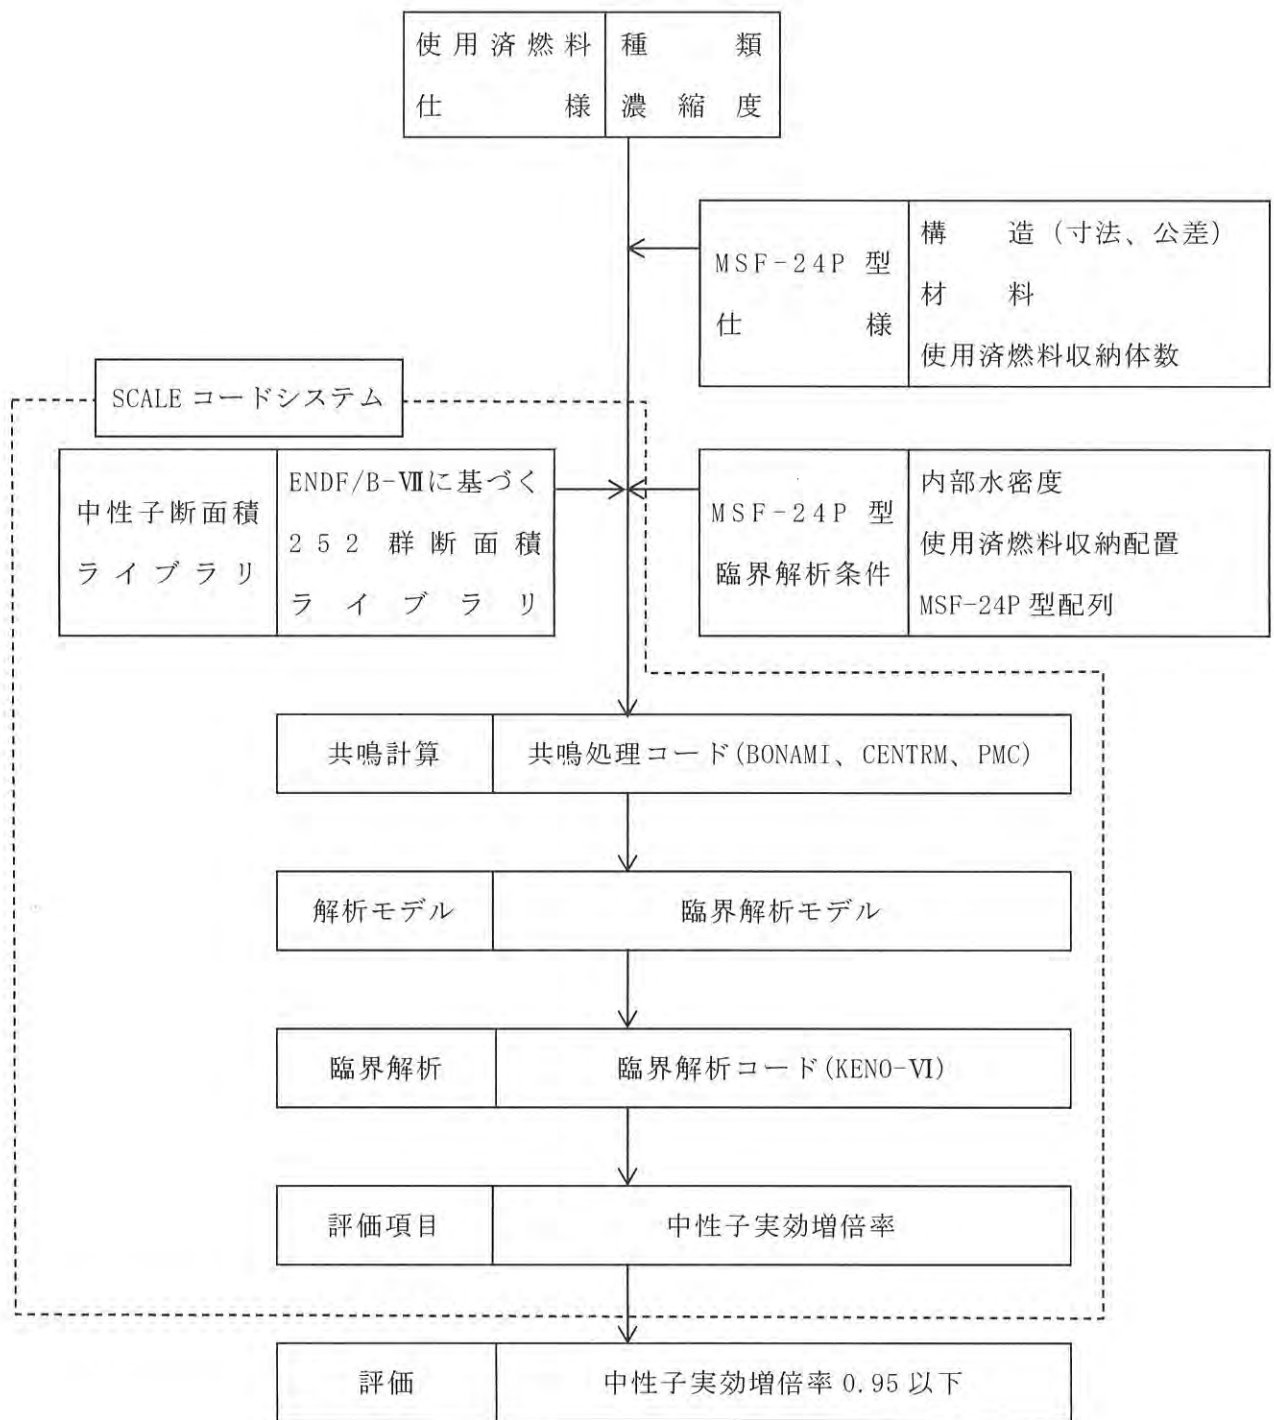 使用済燃料
仕様
種類
濃縮度
MSF-24P 型
仕様
構造（寸法、公差）
材料
使用済燃料収納体数
SCALE コードシステム
中性子断面積
ライブラリ
ENDF/B-Ⅶに基づく
252 群断面積
ライブラリ
MSF-24P 型
臨界解析条件
内部水密度
使用済燃料収納配置
MSF-24P 型配列
共鳴計算
共鳴処理コード(BONAMI、CENTRM、PMC)
解析モデル
臨界解析モデル
臨界解析
臨界解析コード(KENO-Ⅵ)
評価項目
中性子実効増倍率
評価
中性子実効増倍率 0.95 以下